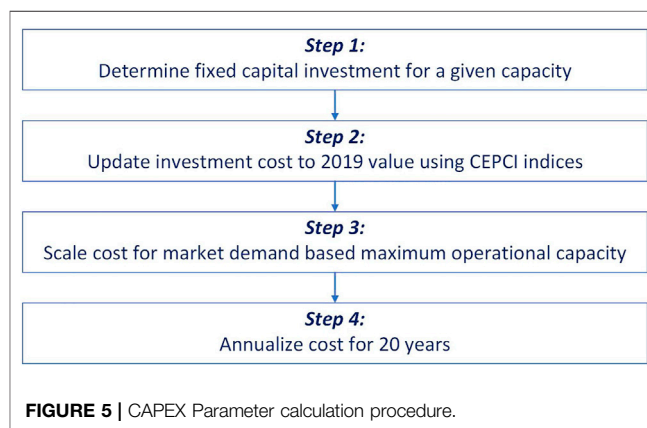 Step 1:
Determine fixed capital investment for a given capacity
Step 2:
Update investment cost to 2019 value using CEPCI indices
Step 3:
Scale cost for market demand based maximum operational capacity
Step 4:
Annualize cost for 20 years
FIGURE 5 | CAPEX Parameter calculation procedure.